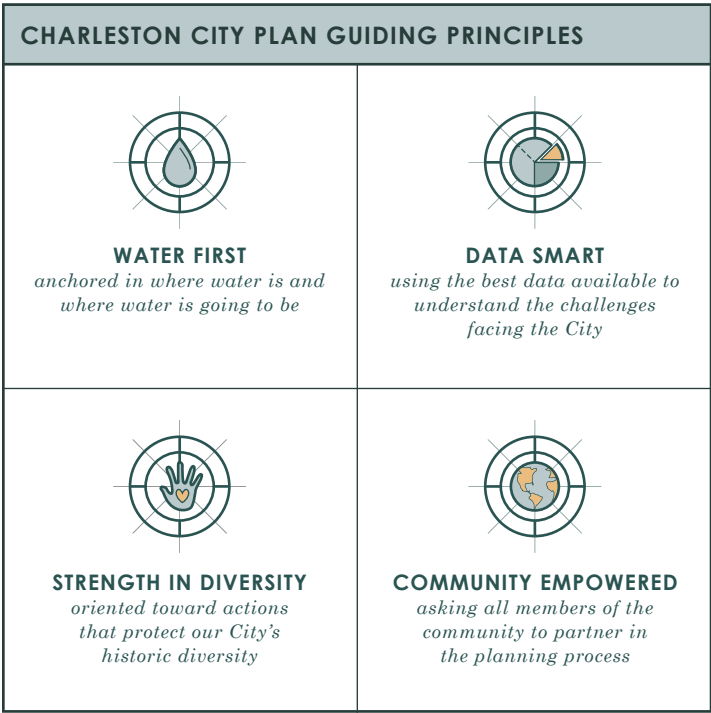 CHARLESTON CITY PLAN GUIDING PRINCIPLES
WATER FIRST
anchored in where water is and
where water is going to be
DATA SMART
using the best data available to
understand the challenges
facing the City
STRENGTH IN DIVERSITY
oriented toward actions
that protect our City's
historic diversity
COMMUNITY EMPOWERED
asking all members of the
community to partner in
the planning process